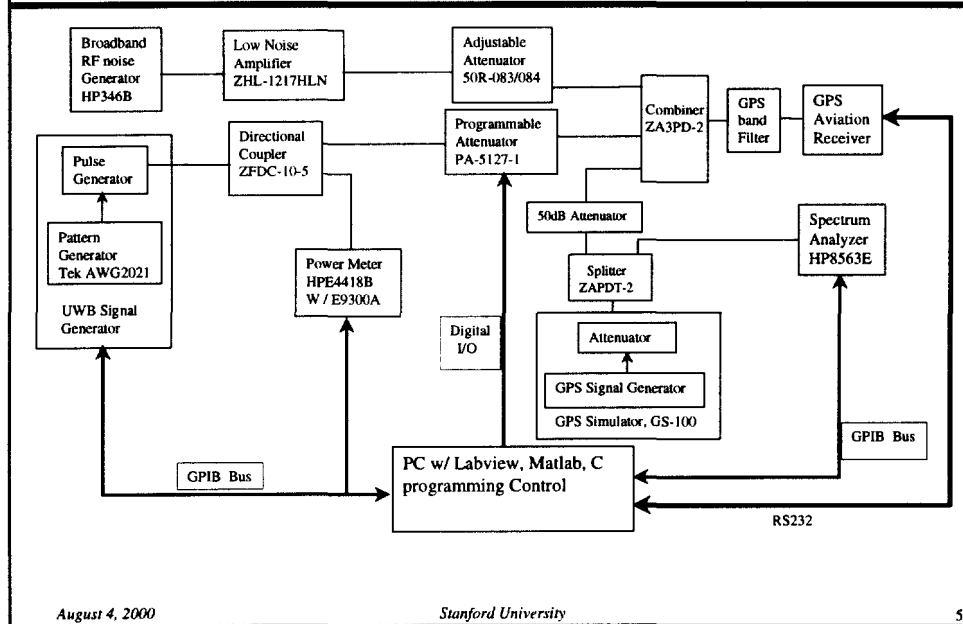 Broadband
RF noise
Generator
HP346B
Low Noise
Amplifier
ZHL-1217HLN
Adjustable
Attenuator
50R-083/084
Combiner
ZA3PD-2
GPS
band
Filter
GPS
Aviation
Receiver
Pulse
Generator
Pattern
Generator
Tek AWG2021
UWB Signal
Generator
Directional
Coupler
ZFDC-10-5
Programmable
Attenuator
PA-5127-1
Power Meter
HPE4418B
W / E9300A
50dB Attenuator
Splitter
ZAPDT-2
Spectrum
Analyzer
HP8563E
Digital
I/O
Attenuator
GPS Signal Generator
GPS Simulator, GS-100
GPIB Bus
PC w/ Labview, Matlab, C
programming Control
GPIB Bus
RS232
August 4, 2000
Stanford University
5